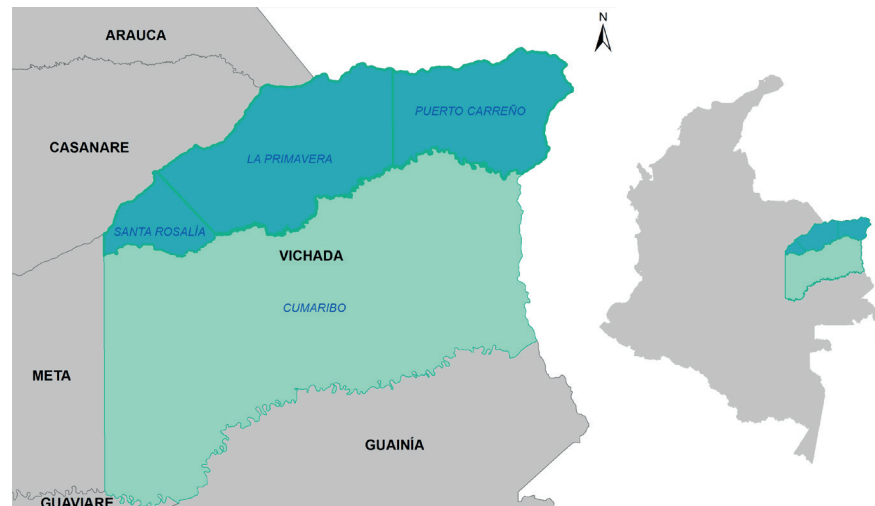 N
ARAUCA
PUERTO CARREÑO
CASANARE
LA PRIMAVERA
SANTA ROSALÍA
VICHADA
CUMARIBO
META
GUAINÍA
GUAVIARE